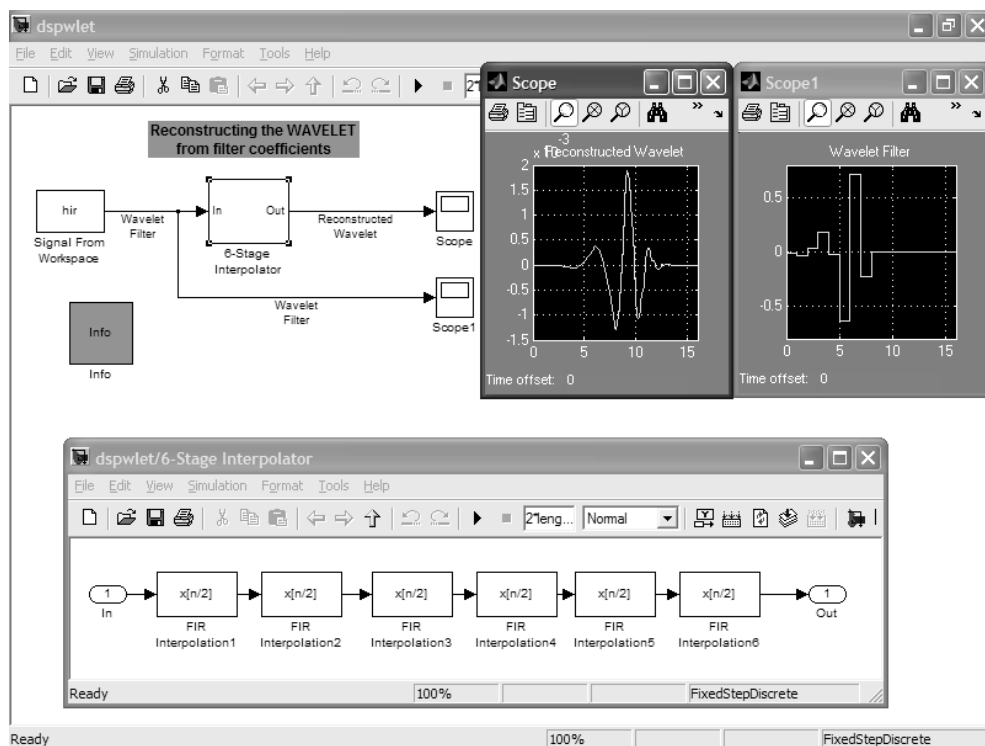 dspwlet
File Edit View Simulation Format Tools Help
Reconstructing the WAVELET
from filter coefficients
hir
Signal From
Workspace
Wavelet
Filter
In Out
6-Stage
Interpolator
Reconstructed
Wavelet
Scope
Wavelet
Filter
Scope1
Info
Info
Scope
»
x 10
-3
Reconstructed Wavelet
2
1.5
1
0.5
0
-0.5
-1
-1.5
0 5 10 15
Time offset: 0
Scope1
»
Wavelet Filter
0.5
0
-0.5
0 5 10 15
Time offset: 0
dspwlet/6-Stage Interpolator
File Edit View Simulation Format Tools Help
2*leng... Normal
1
In
x[n/2]
FIR
Interpolation1
x[n/2]
FIR
Interpolation2
x[n/2]
FIR
Interpolation3
x[n/2]
FIR
Interpolation4
x[n/2]
FIR
Interpolation5
x[n/2]
FIR
Interpolation6
1
Out
Ready 100% FixedStepDiscrete
Ready 100% FixedStepDiscrete